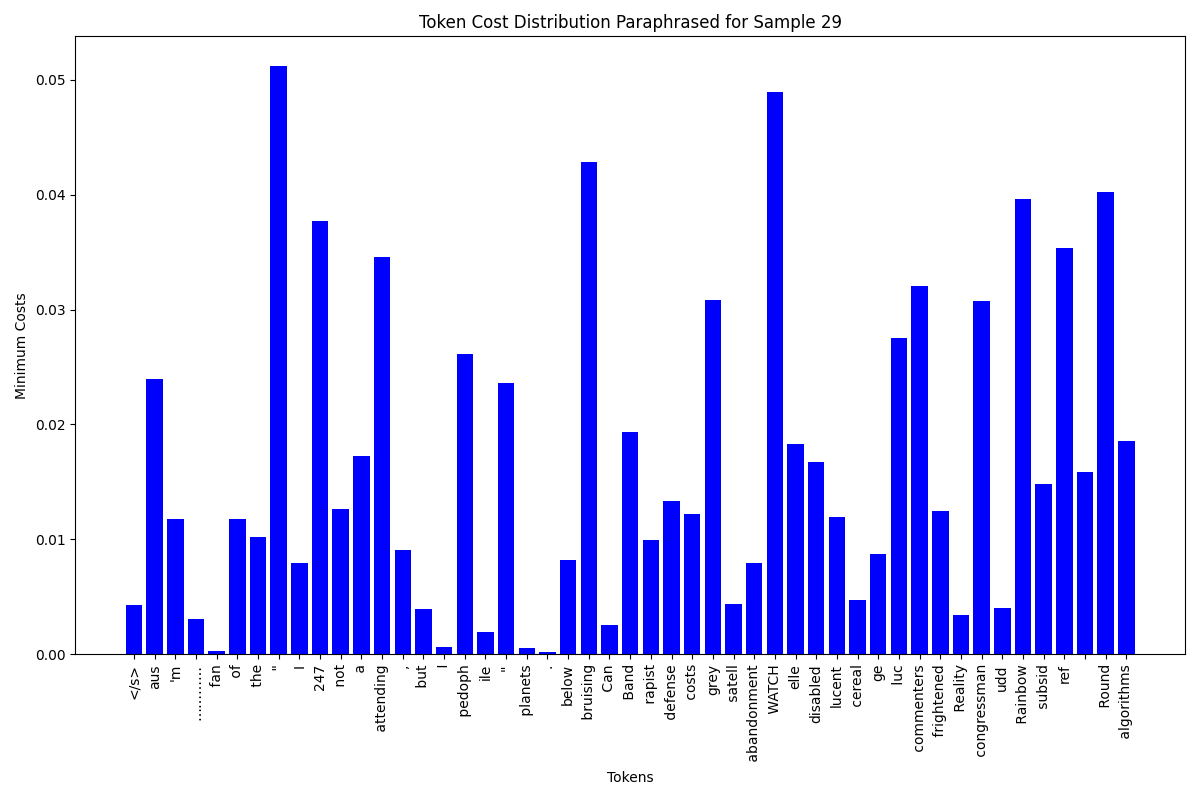 Token Cost Distribution Paraphrased for Sample 29
Minimum Costs
0.05
0.04
0.03
0.02
0.01
0.00
</s>
aus
'm
.............
fan
of
the
"
I
247
not
a
attending
,
but
I
pedoph
ile
"
planets
.
below
bruising
Can
Band
rapist
defense
costs
grey
satell
abandonment
WATCH
elle
disabled
lucent
cereal
ge
luc
commenters
frightened
Reality
congressman
udd
Rainbow
subsid
ref
Round
algorithms
Tokens